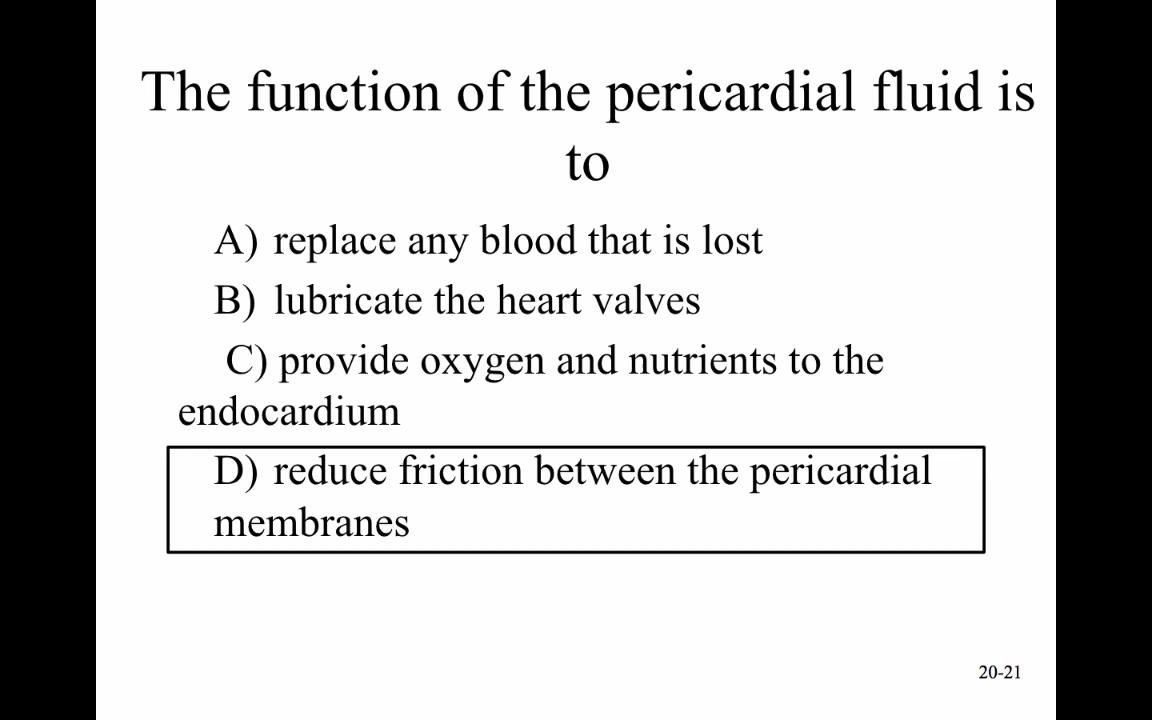 The function of the pericardial fluid is
to
A) replace any blood that is lost
B) lubricate the heart valves
C) provide oxygen and nutrients to the
endocardium
D) reduce friction between the pericardial
membranes
20-21